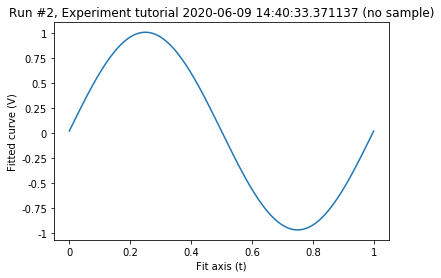 Run #2, Experiment tutorial 2020-06-09 14:40:33.371137 (no sample)
1
0.75
0.5
0.25
0
-0.25
-0.5
-0.75
-1
Fitted curve (V)
0 0.2 0.4 0.6 0.8 1
Fit axis (t)